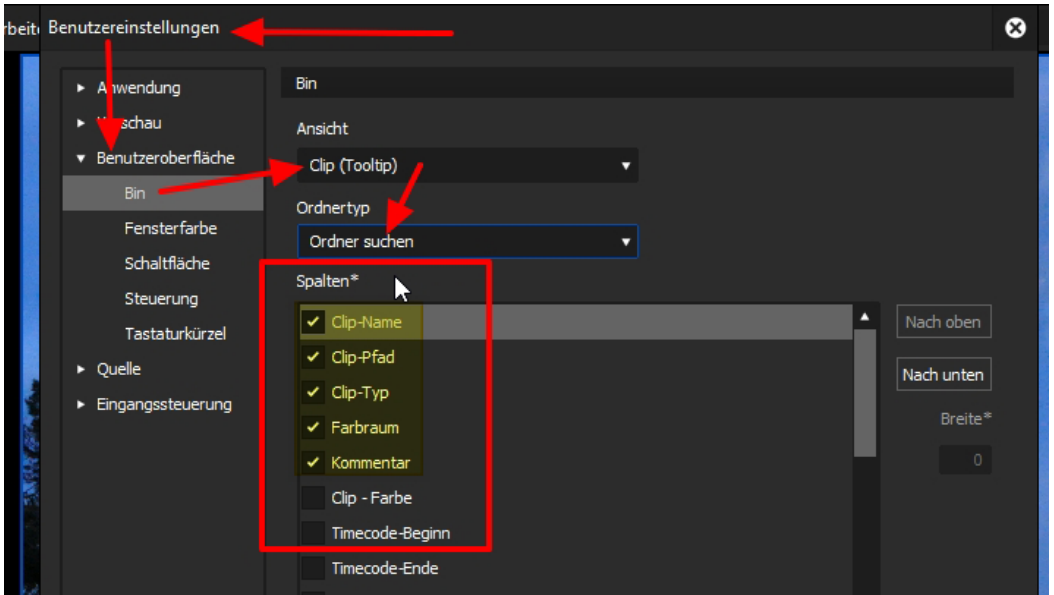 rbeite
Benutzereinstellungen
Anwendung
Vorschau
Benutzeroberfläche
Bin
Fensterfarbe
Schaltfläche
Steuerung
Tastaturkürzel
Quelle
Eingangssteuerung
Bin
Ansicht
Clip (Tooltip)
Ordnertyp
Ordner suchen
Spalten*
Clip-Name
Clip-Pfad
Clip-Typ
Farbraum
Kommentar
Clip - Farbe
Timecode-Beginn
Timecode-Ende
Nach oben
Nach unten
Breite*
0